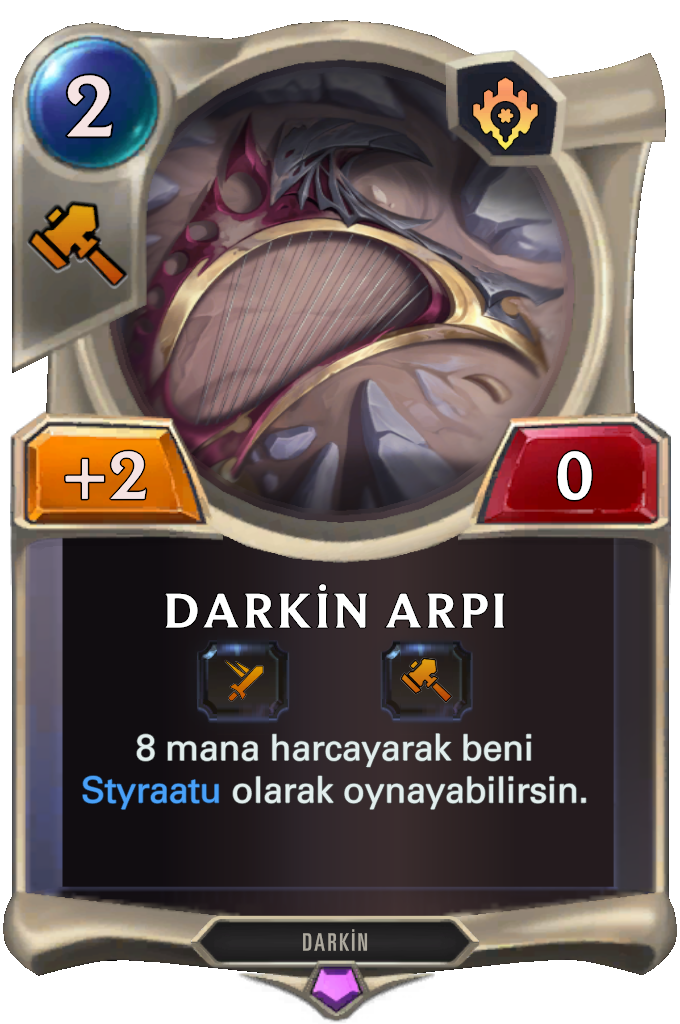 2
+2
0
DARKİN ARPI
8 mana harcayarak beni
Styraatu olarak oynayabilirsin.
DARKİN